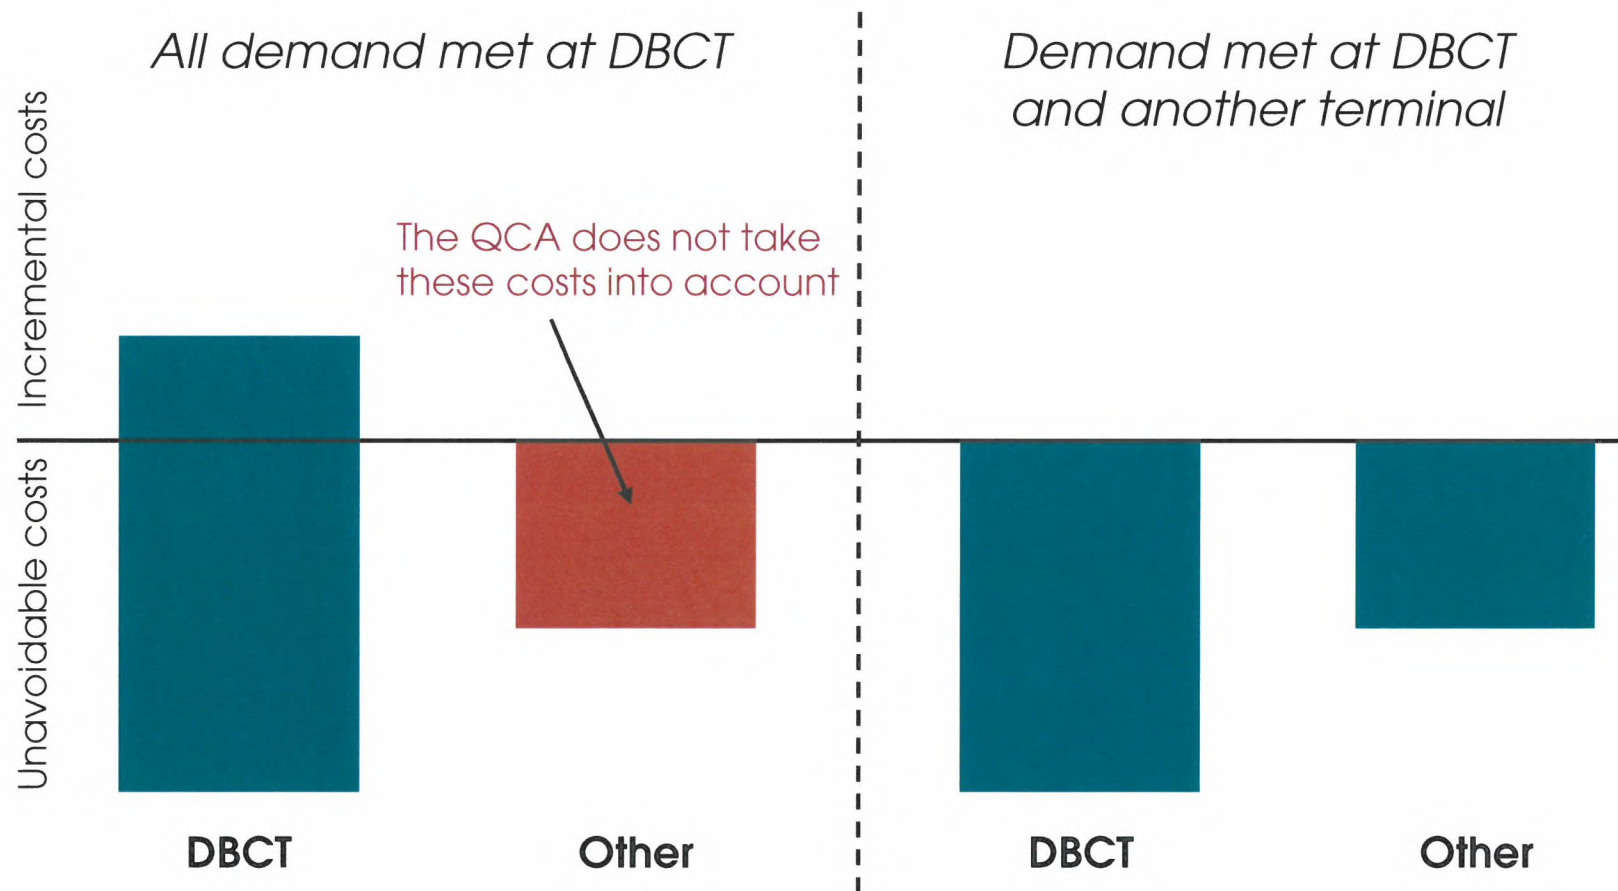 All demand met at DBCT
Demand met at DBCT
and another terminal
Incremental costs
The QCA does not take
these costs into account
Unavoidable costs
DBCT
Other
DBCT
Other